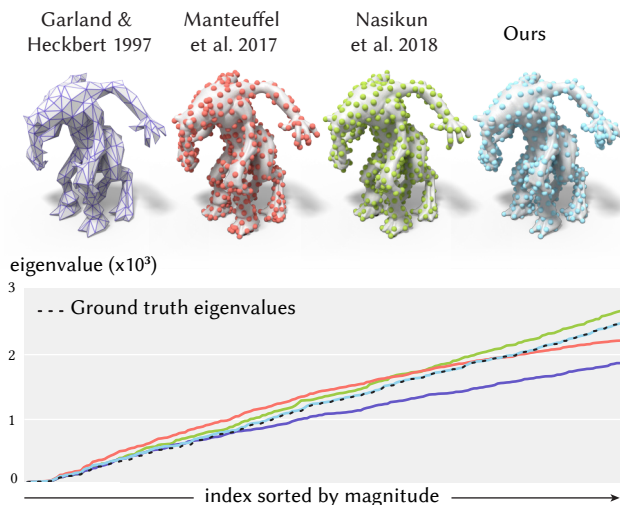 Garland &
Heckbert 1997
Manteuffel
et al. 2017
Nasikun
et al. 2018
Ours
eigenvalue (x10³)
3
Ground truth eigenvalues
2
1
0
index sorted by magnitude